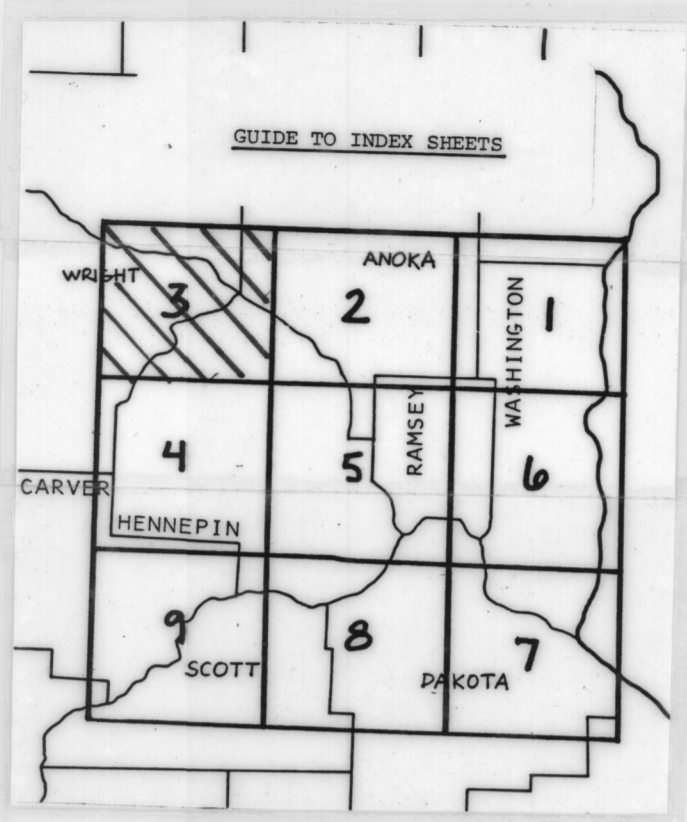 GUIDE TO INDEX SHEETS
ANOKA
WRIGHT
3
2
1
WASHINGTON
RAMSEY
4
5
6
CARVER
HENNEPIN
9
8
7
SCOTT
DAKOTA